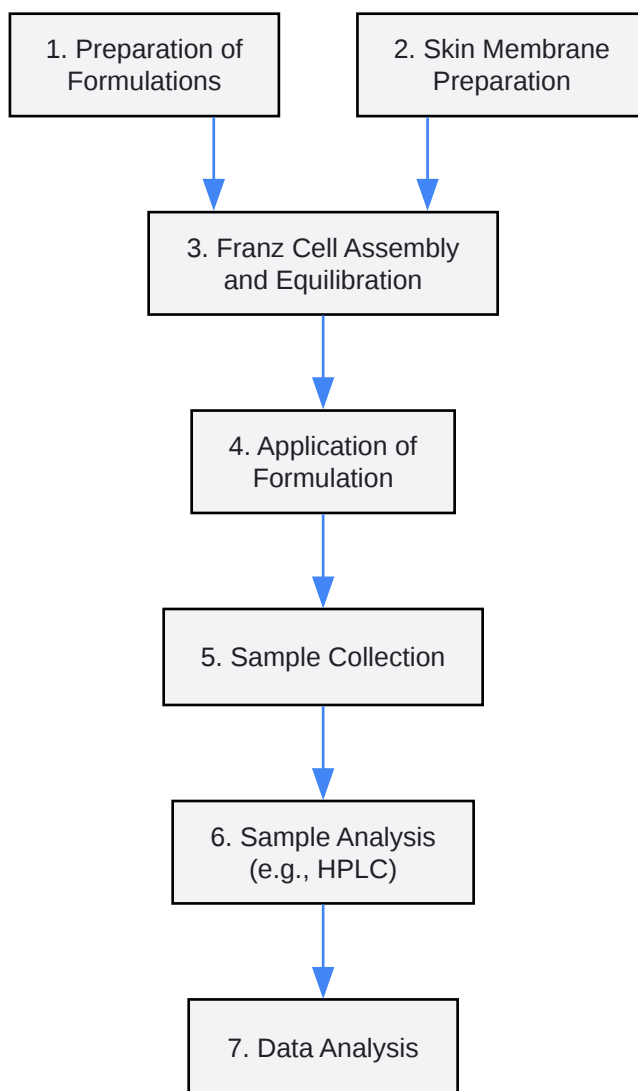 1. Preparation of
Formulations
2. Skin Membrane
Preparation
3. Franz Cell Assembly
and Equilibration
4. Application of
Formulation
5. Sample Collection
6. Sample Analysis
(e.g., HPLC)
7. Data Analysis